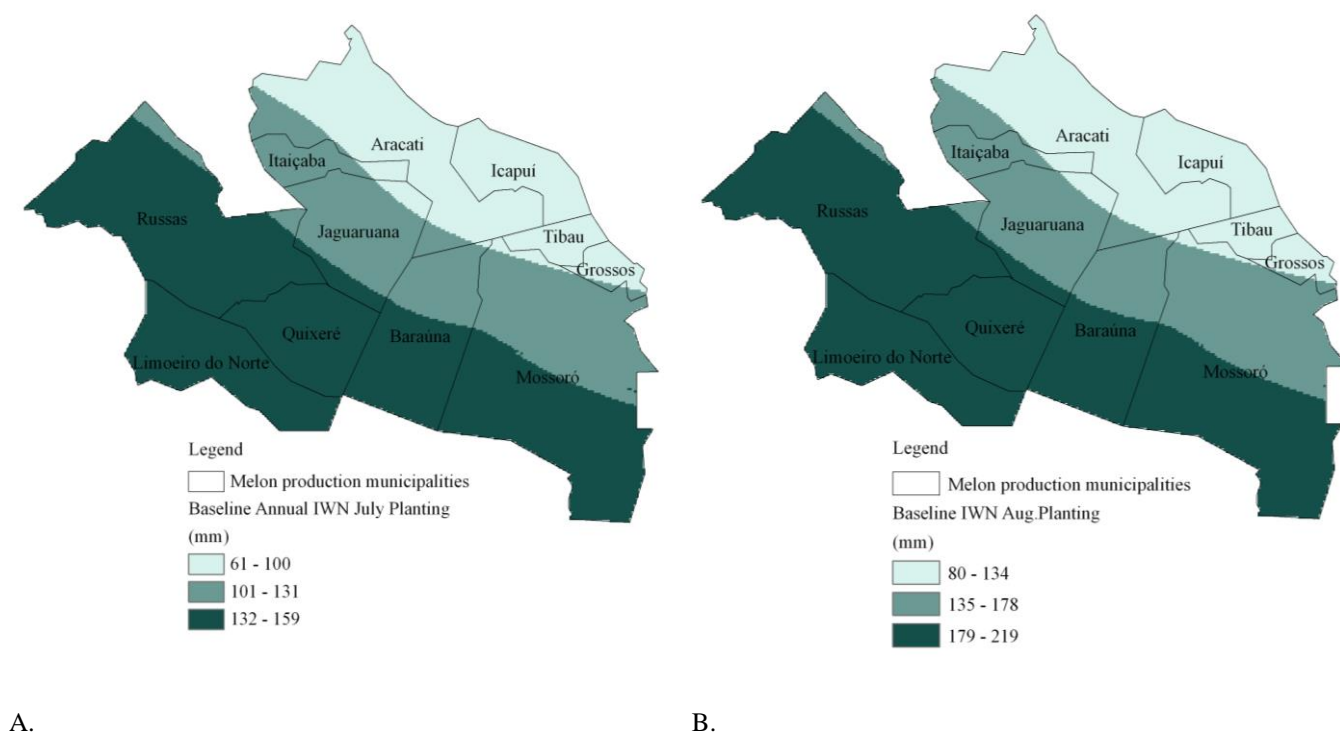 Aracati
Itaiçaba
Icapuí
Russas
Jaguaruana
Tibau
Grossos
Quixeré
Baraúna
Limoeiro do Norte
Mossoró
Legend
Melon production municipalities
Baseline Annual IWN July Planting
(mm)
61 - 100
101 - 131
132 - 159
A.
Aracati
Itaiçaba
Icapuí
Russas
Jaguaruana
Tibau
Grossos
Quixeré
Baraúna
Limoeiro do Norte
Mossoró
Legend
Melon production municipalities
Baseline IWN Aug.Planting
(mm)
80 - 134
135 - 178
179 - 219
B.